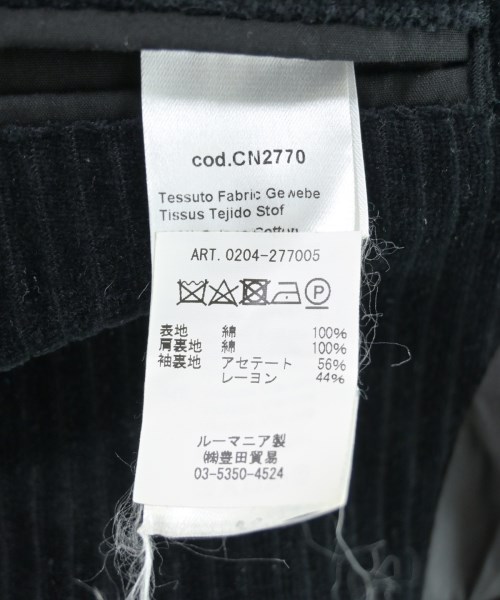 cod.CN2770
Tessuto Fabric Gewebe
Tissus Tejido Stof
Cotton
ART. 0204-277005
P
表地 綿 100%
肩裏地 綿 100%
袖裏地 アセテート 56%
レーヨン 44%
ルーマニア製
㈱豊田貿易
03-5350-4524